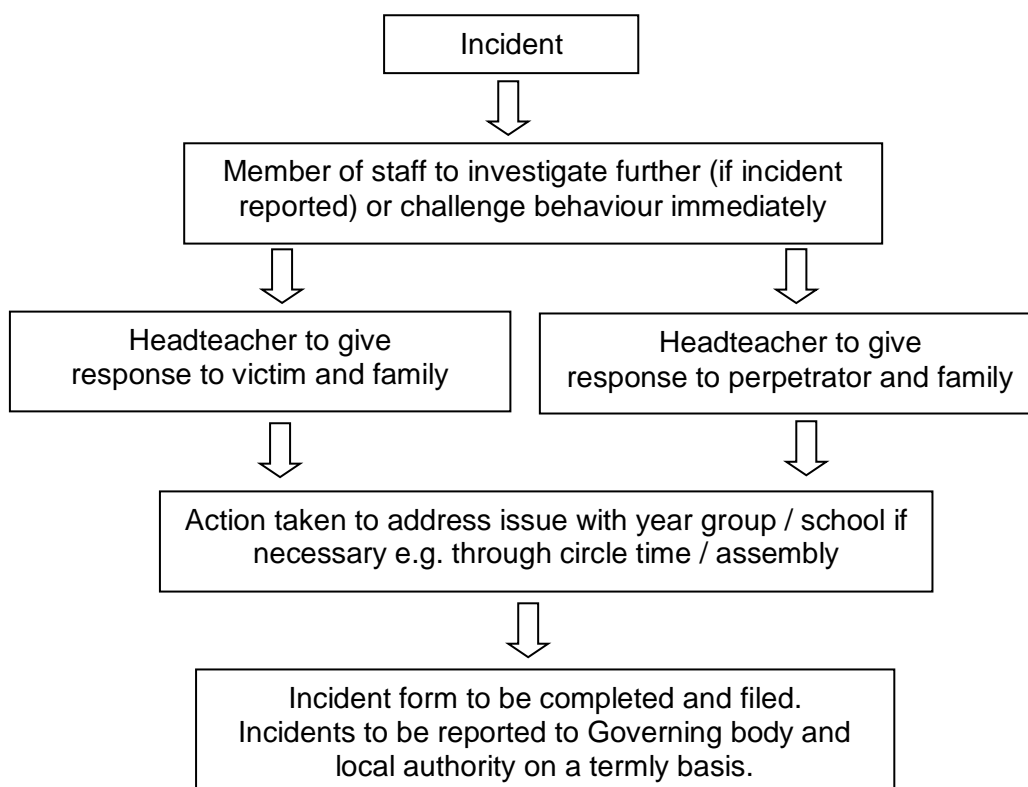 Incident
Member of staff to investigate further (if incident
reported) or challenge behaviour immediately
Headteacher to give
response to victim and family
Headteacher to give
response to perpetrator and family
Action taken to address issue with year group / school if
necessary e.g. through circle time / assembly
Incident form to be completed and filed.
Incidents to be reported to Governing body and
local authority on a termly basis.